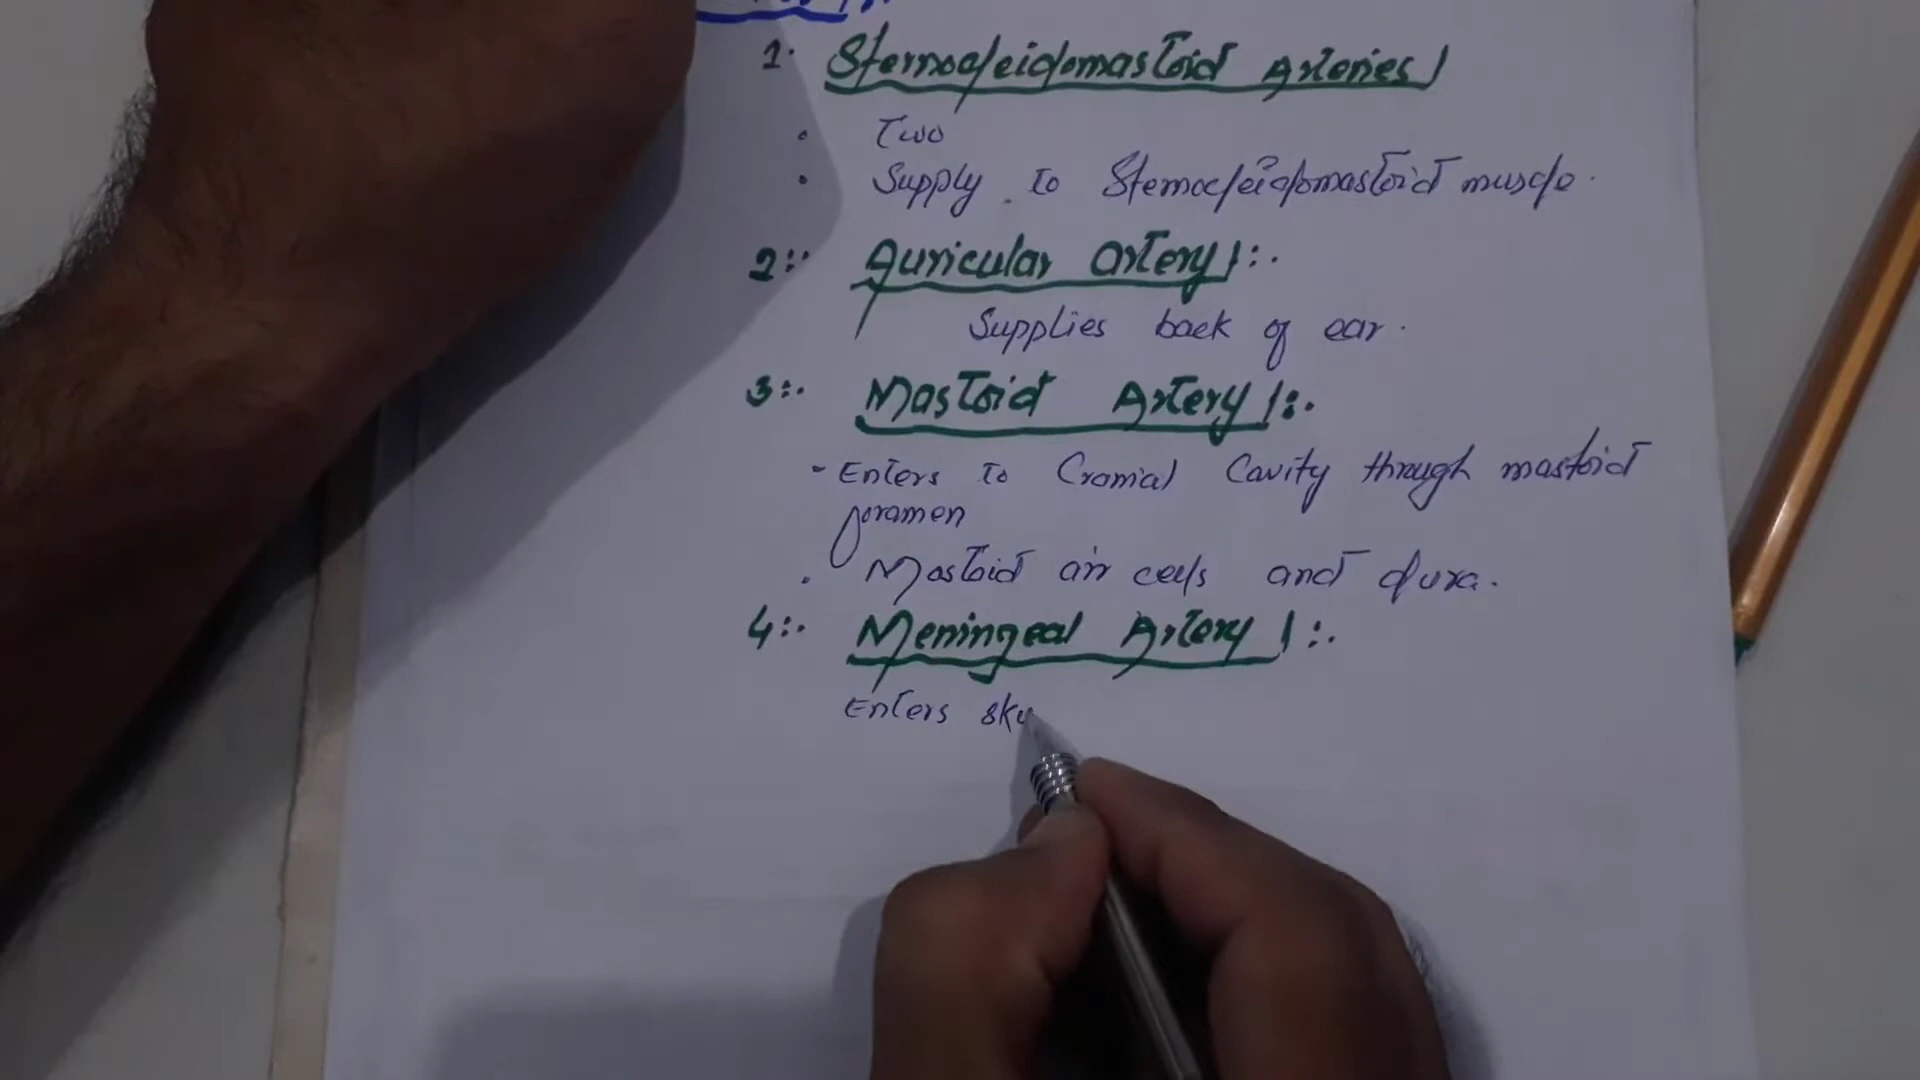 1. Sternocleidomastoid Arteries
• Two
• Supply to Sternocleidomastoid muscle.
2:. Auricular artery:.
Supplies back of ear.
3:. Mastoid Artery:.
- Enters to Cranial Cavity through mastoid
foramen
. Mastoid air cells and dura.
4:. Meningeal Artery:.
Enters sku